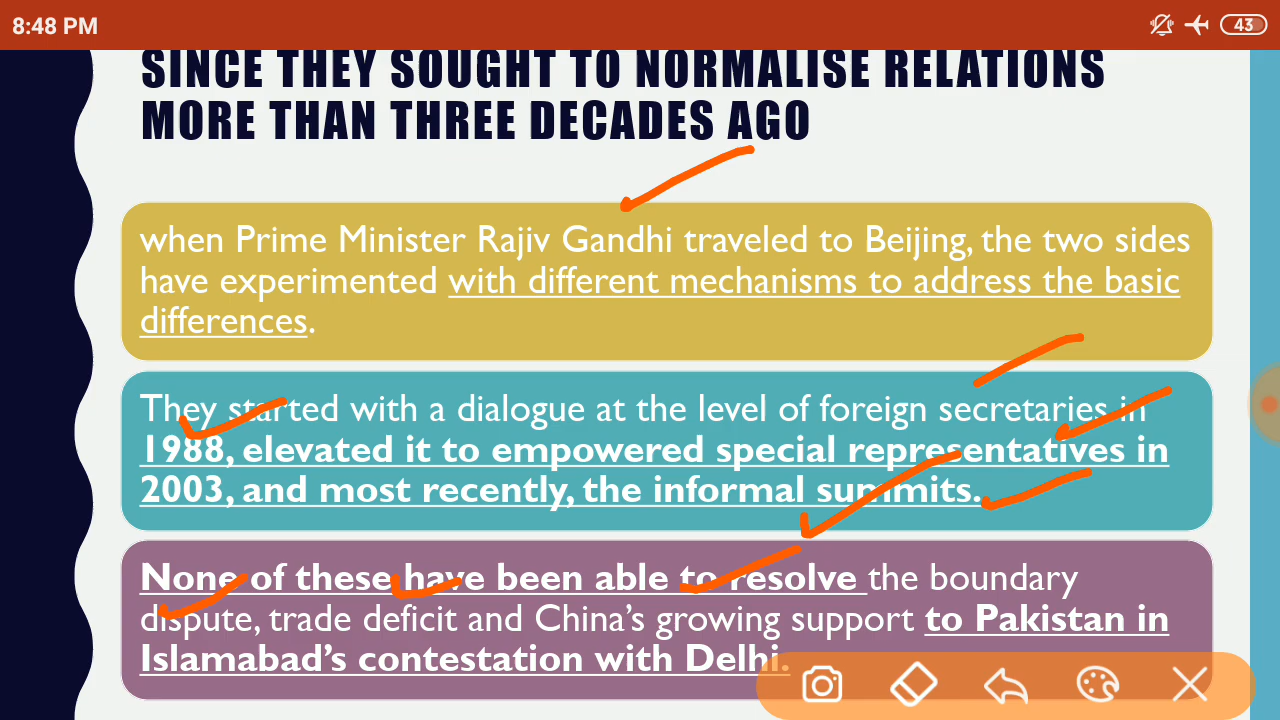 8:48 PM
43
SINCE THEY SOUGHT TO NORMALISE RELATIONS
MORE THAN THREE DECADES AGO
when Prime Minister Rajiv Gandhi traveled to Beijing, the two sides
have experimented with different mechanisms to address the basic
differences.
They started with a dialogue at the level of foreign secretaries in
1988, elevated it to empowered special representatives in
2003, and most recently, the informal summits.
None of these have been able to resolve the boundary
dispute, trade deficit and China's growing support to Pakistan in
Islamabad's contestation with Delhi.